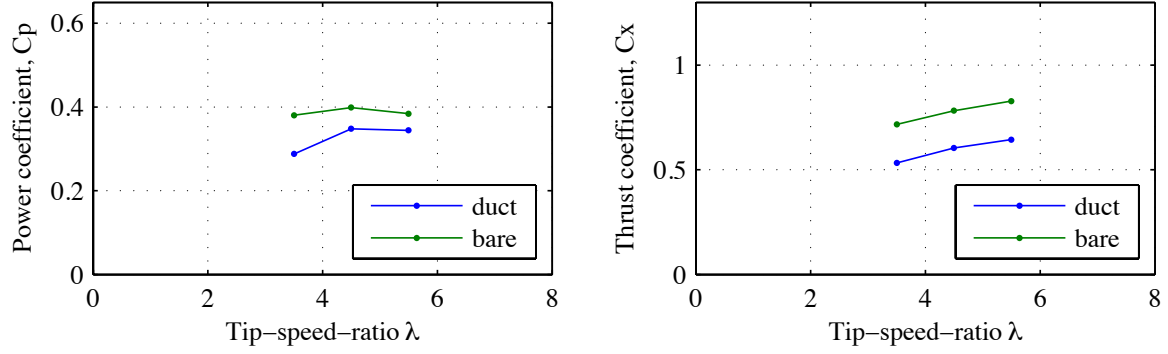 Power coefficient, Cp
0.6
0.4
0.2
0
0
2
4
6
8
Tip−speed−ratio λ
duct
bare
Thrust coefficient, Cx
1
0.5
0
0
2
4
6
8
Tip−speed−ratio λ
duct
bare